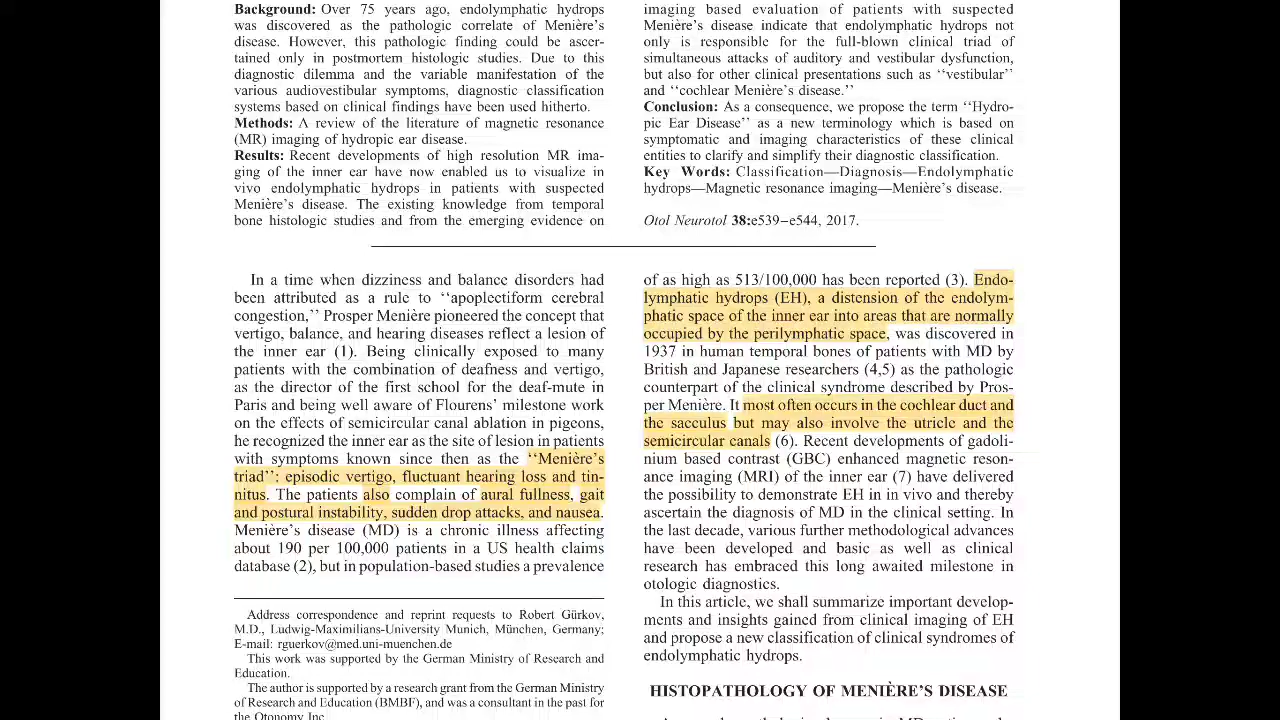 Background: Over 75 years ago, endolymphatic hydrops
was discovered as the pathologic correlate of Menière’s
disease. However, this pathologic finding could be ascer-
tained only in postmortem histologic studies. Due to this
diagnostic dilemma and the variable manifestation of the
various audiovestibular symptoms, diagnostic classification
systems based on clinical findings have been used hitherto.
Methods: A review of the literature of magnetic resonance
(MR) imaging of hydropic ear disease.
Results: Recent developments of high resolution MR ima-
ging of the inner ear have now enabled us to visualize in
vivo endolymphatic hydrops in patients with suspected
Menière’s disease. The existing knowledge from temporal
bone histologic studies and from the emerging evidence on
imaging based evaluation of patients with suspected
Menière’s disease indicate that endolymphatic hydrops not
only is responsible for the full-blown clinical triad of
simultaneous attacks of auditory and vestibular dysfunction,
but also for other clinical presentations such as ‘‘vestibular’’
and ‘‘cochlear Menière’s disease.’’
Conclusion: As a consequence, we propose the term ‘‘Hydro-
pic Ear Disease’’ as a new terminology which is based on
symptomatic and imaging characteristics of these clinical
entities to clarify and simplify their diagnostic classification.
Key Words: Classification—Diagnosis—Endolymphatic
hydrops—Magnetic resonance imaging—Menière’s disease.
Otol Neurotol 38:e539–e544, 2017.
In a time when dizziness and balance disorders had
been attributed as a rule to ‘‘apoplectiform cerebral
congestion,’’ Prosper Menière pioneered the concept that
vertigo, balance, and hearing diseases reflect a lesion of
the inner ear (1). Being clinically exposed to many
patients with the combination of deafness and vertigo,
as the director of the first school for the deaf-mute in
Paris and being well aware of Flourens’ milestone work
on the effects of semicircular canal ablation in pigeons,
he recognized the inner ear as the site of lesion in patients
with symptoms known since then as the ‘‘Menière’s
triad’’: episodic vertigo, fluctuant hearing loss and tin-
nitus. The patients also complain of aural fullness, gait
and postural instability, sudden drop attacks, and nausea.
Menière’s disease (MD) is a chronic illness affecting
about 190 per 100,000 patients in a US health claims
database (2), but in population-based studies a prevalence
Address correspondence and reprint requests to Robert Gürkov,
M.D., Ludwig-Maximilians-University Munich, München, Germany;
E-mail: rguerkov@med.uni-muenchen.de
This work was supported by the German Ministry of Research and
Education.
The author is supported by a research grant from the German Ministry
of Research and Education (BMBF), and was a consultant in the past for
the Otonomy Inc
of as high as 513/100,000 has been reported (3). Endo-
lymphatic hydrops (EH), a distension of the endolym-
phatic space of the inner ear into areas that are normally
occupied by the perilymphatic space, was discovered in
1937 in human temporal bones of patients with MD by
British and Japanese researchers (4,5) as the pathologic
counterpart of the clinical syndrome described by Pros-
per Menière. It most often occurs in the cochlear duct and
the sacculus but may also involve the utricle and the
semicircular canals (6). Recent developments of gadoli-
nium based contrast (GBC) enhanced magnetic reson-
ance imaging (MRI) of the inner ear (7) have delivered
the possibility to demonstrate EH in in vivo and thereby
ascertain the diagnosis of MD in the clinical setting. In
the last decade, various further methodological advances
have been developed and basic as well as clinical
research has embraced this long awaited milestone in
otologic diagnostics.
In this article, we shall summarize important develop-
ments and insights gained from clinical imaging of EH
and propose a new classification of clinical syndromes of
endolymphatic hydrops.
HISTOPATHOLOGY OF MENIÈRE’S DISEASE